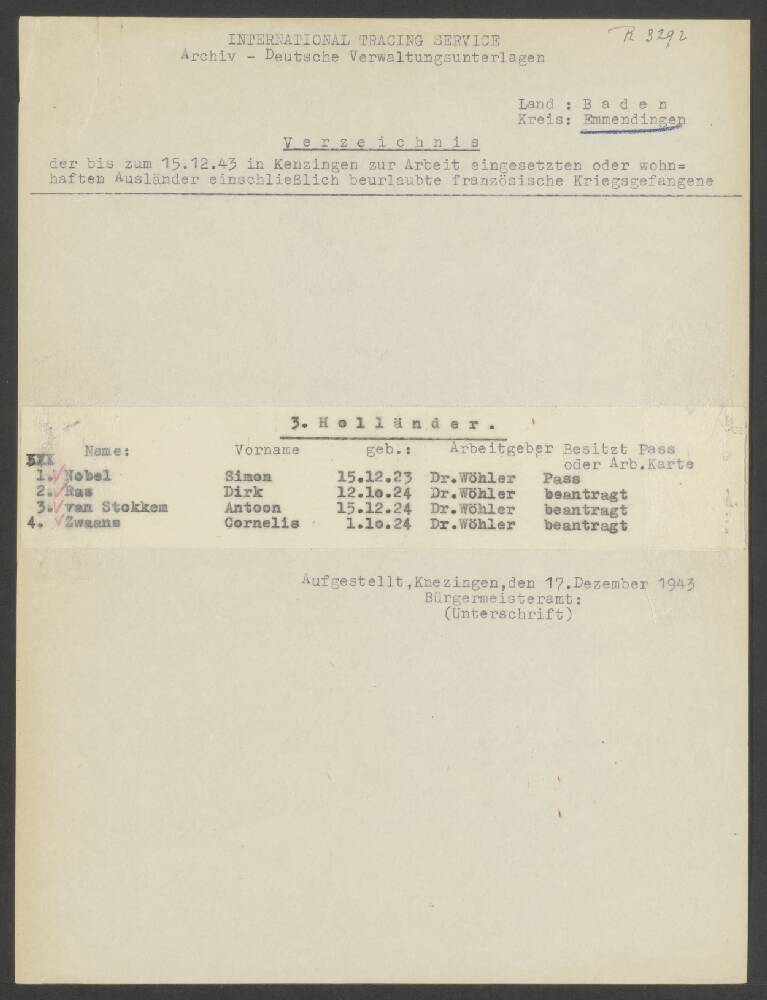 R 3292
INTERNATIONAL TRACING SERVICE
Archiv - Deutsche Verwaltungsunterlagen
Land : B a d e n
Kreis: Emmendingen
V e r z e i c h n i s
der bis zum 15.12.43 in Kenzingen zur Arbeit eingesetzten oder wohn=
haften Ausländer einschließlich beurlaubte französische Kriegsgefangene
3. H o l l ä n d e r .
Name: Vorname geb.: Arbeitgeber Besitzt Pass
oder Arb.Karte
1. Nobel Simon 15.12.23 Dr.Wöhler Pass
2. Ras Dirk 12.10.24 Dr.Wöhler beantragt
3. van Stokkom Antoon 15.12.24 Dr.Wöhler beantragt
4. Zwaans Cornelis 1.10.24 Dr.Wöhler beantragt
Aufgestellt,Knezingen,den 17.Dezember 1943
Bürgermeisteramt:
(Unterschrift)